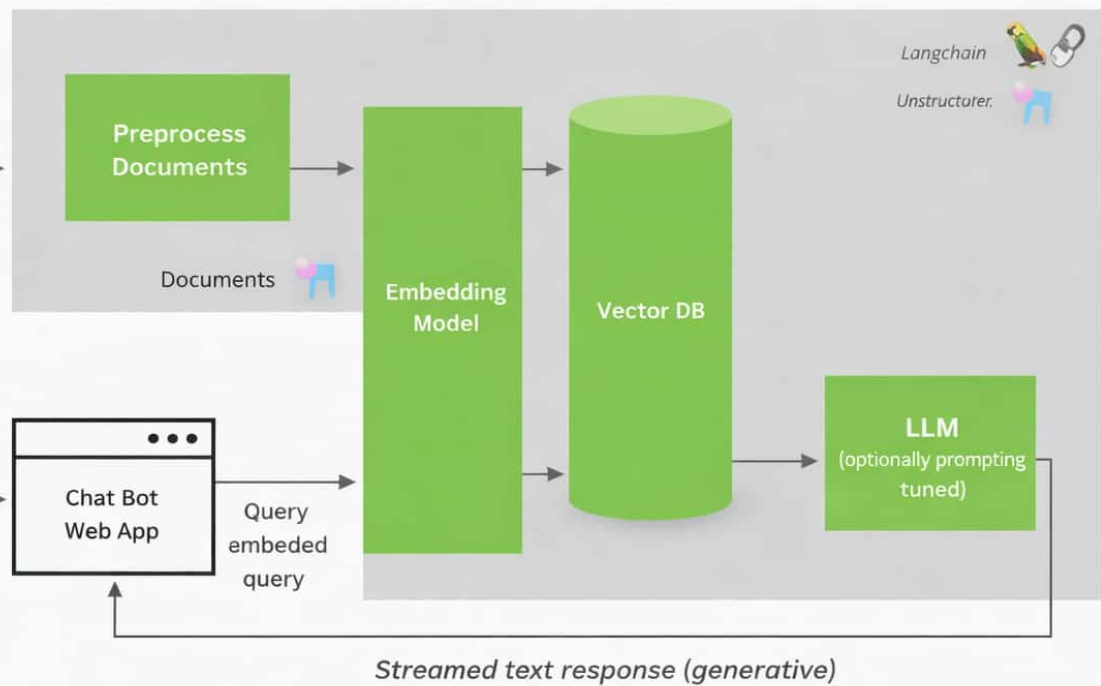 Langchain
Unstructurer.
Preprocess
Documents
Documents
Embedding
Model
Vector DB
LLM
(optionally prompting
tuned)
Chat Bot
Web App
Query
embeded
query
Streamed text response (generative)